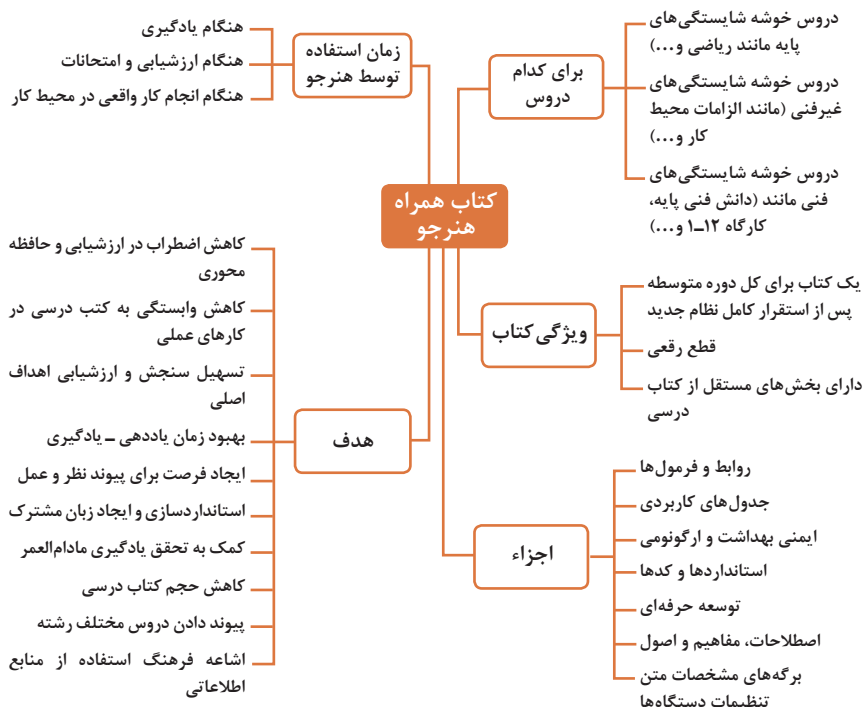 کتاب همراه
هنرجو
برای کدام
دروس
دروس خوشه شایستگی‌های
پایه مانند ریاضی و...)
دروس خوشه شایستگی‌های
غیرفنی (مانند الزامات محیط
کار و...)
دروس خوشه شایستگی‌های
فنی مانند (دانش فنی پایه،
کارگاه ۱۲ـ۱ و...)
ویژگی کتاب
یک کتاب برای کل دوره متوسطه
پس از استقرار کامل نظام جدید
قطع رقعی
دارای بخش‌های مستقل از کتاب
درسی
اجزاء
روابط و فرمول‌ها
جدول‌های کاربردی
ایمنی بهداشت و ارگونومی
استانداردها و کدها
توسعه حرفه‌ای
اصطلاحات، مفاهیم و اصول
برگه‌های مشخصات متن
تنظیمات دستگاه‌ها
زمان استفاده
توسط هنرجو
هنگام یادگیری
هنگام ارزشیابی و امتحانات
هنگام انجام کار واقعی در محیط کار
هدف
کاهش اضطراب در ارزشیابی و حافظه
محوری
کاهش وابستگی به کتب درسی در
کارهای عملی
تسهیل سنجش و ارزشیابی اهداف
اصلی
بهبود زمان یاددهی ـ یادگیری
ایجاد فرصت برای پیوند نظر و عمل
استانداردسازی و ایجاد زبان مشترک
کمک به تحقق یادگیری مادام‌العمر
کاهش حجم کتاب درسی
پیوند دادن دروس مختلف رشته
اشاعه فرهنگ استفاده از منابع
اطلاعاتی